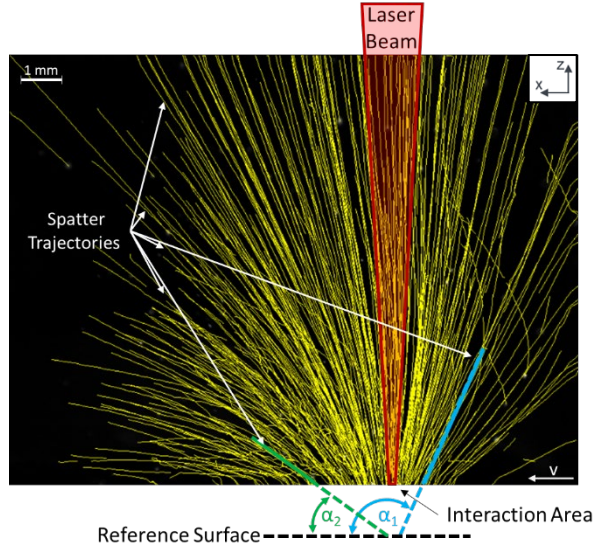 Laser
Beam
1 mm
z
x
Spatter
Trajectories
v
α₂
α₁
Interaction Area
Reference Surface